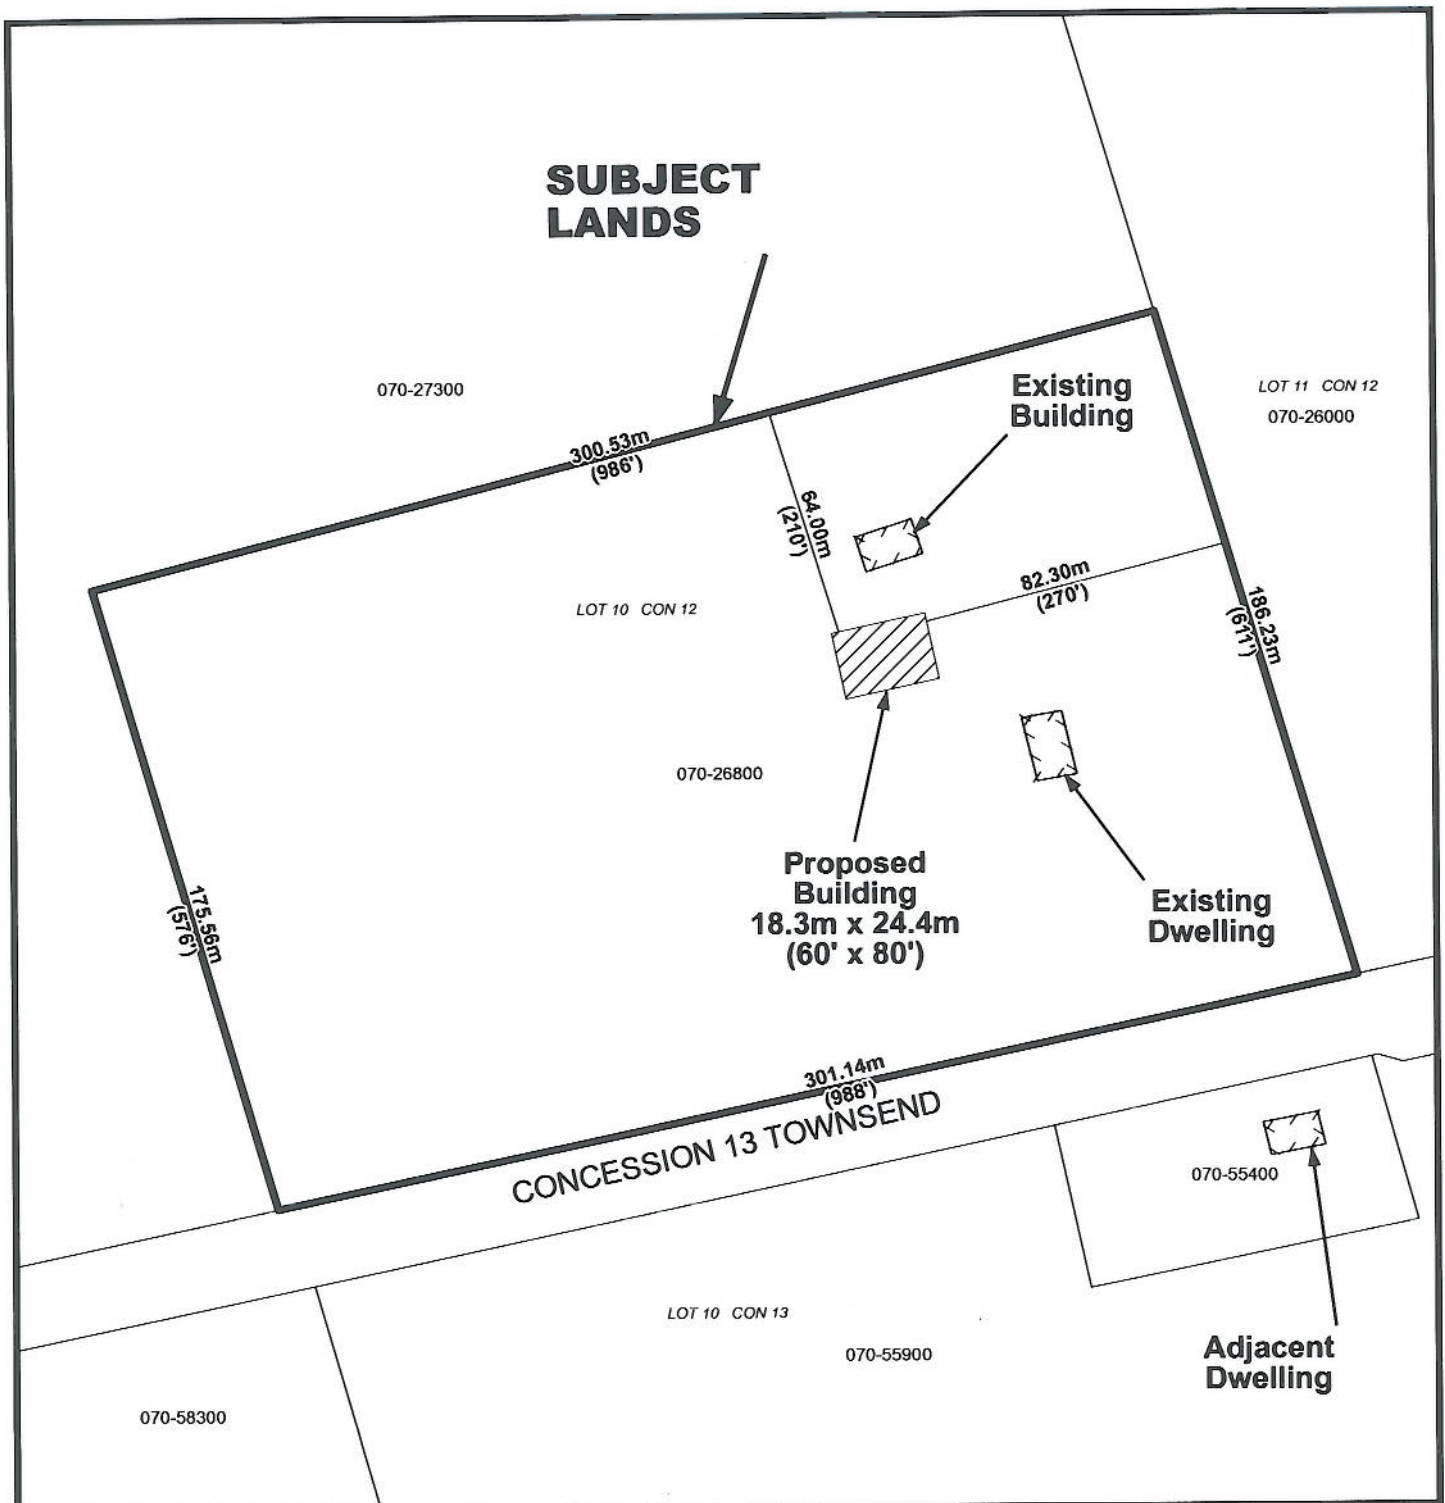 SUBJECT
LANDS
070-27300
Existing
Building
LOT 11 CON 12
070-26000
300.53m
(986')
64.00m
(210')
82.30m
(270')
186.23m
(611')
LOT 10 CON 12
070-26800
175.56m
(576')
Proposed
Building
18.3m x 24.4m
(60' x 80')
Existing
Dwelling
301.14m
(988')
CONCESSION 13 TOWNSEND
070-55400
LOT 10 CON 13
070-55900
Adjacent
Dwelling
070-58300